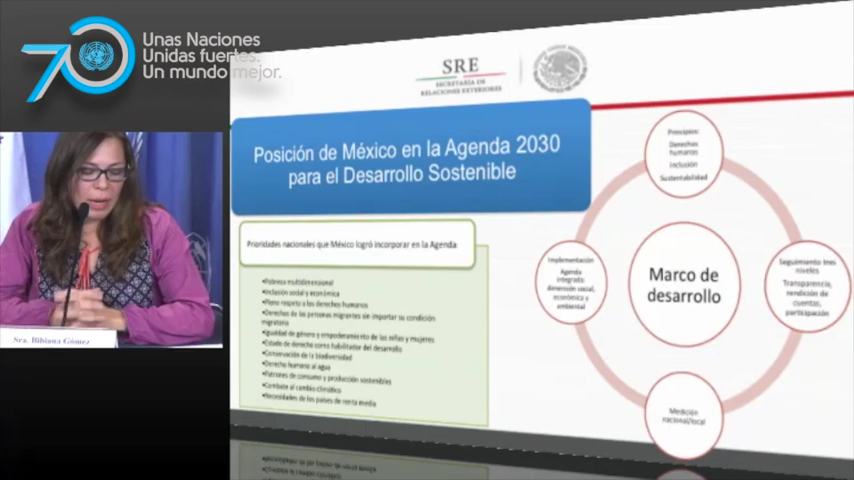 70
Unas Naciones
Unidas fuertes.
Un mundo mejor.
SRE
SECRETARÍA DE
RELACIONES EXTERIORES
Posición de México en la Agenda 2030
para el Desarrollo Sostenible
Prioridades nacionales que México logró incorporar en la Agenda
•Pobreza multidimensional
•Inclusión social y económica
•Pleno respeto a los derechos humanos
•Derechos de las personas migrantes sin importar su condición
migratoria
•Igualdad de género y empoderamiento de las niñas y mujeres
•Estado de derecho como habilitador del desarrollo
•Conservación de la biodiversidad
•Derecho humano al agua
•Patrones de consumo y producción sostenibles
•Combate al cambio climático
•Necesidades de los países de renta media
Principios:
Derechos
humanos
Inclusión
Sustentabilidad
Implementación
Agenda
integrada:
dimensión social,
económica y
ambiental
Marco de
desarrollo
Seguimiento: tres
niveles
Transparencia,
rendición de
cuentas,
participación
Medición
nacional/local
Sra. Bibiana Gómez